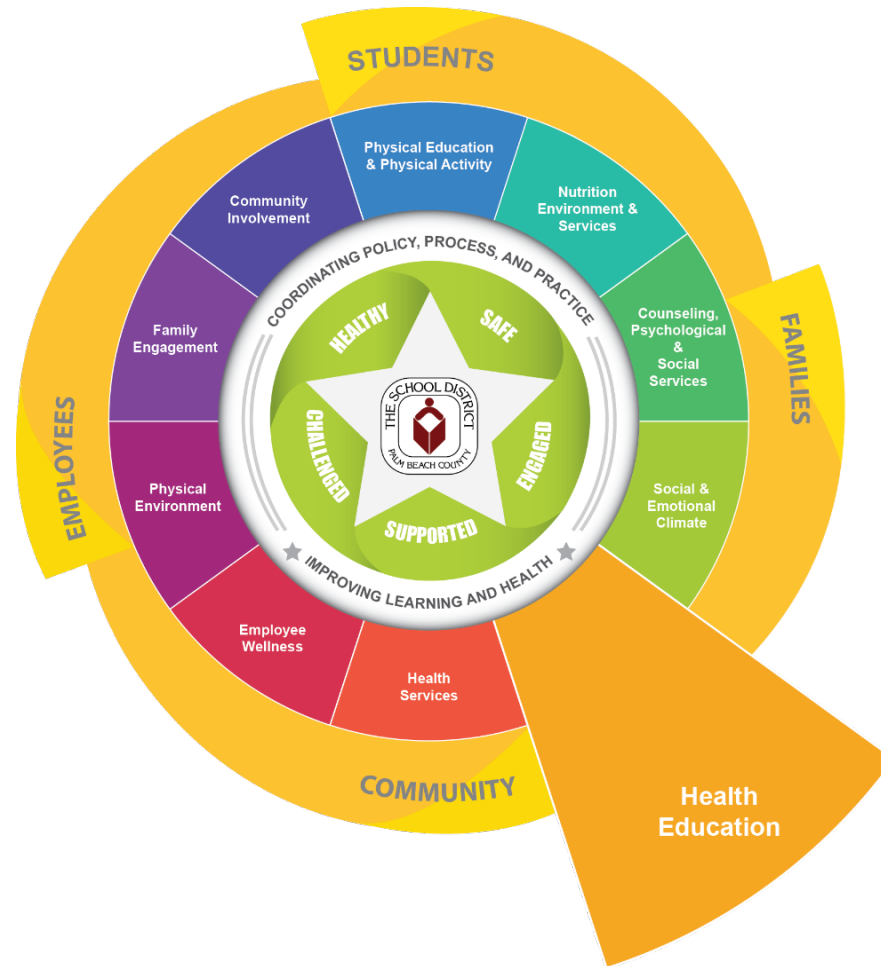 STUDENTS
Physical Education
& Physical Activity
Nutrition
Environment &
Services
Counseling,
Psychological
&
Social
Services
Social &
Emotional
Climate
Health
Education
Health
Services
Employee
Wellness
Physical
Environment
Family
Engagement
Community
Involvement
FAMILIES
COMMUNITY
EMPLOYEES
COORDINATING POLICY, PROCESS, AND PRACTICE
IMPROVING LEARNING AND HEALTH
HEALTHY
SAFE
ENGAGED
SUPPORTED
CHALLENGED
THE SCHOOL DISTRICT
PALM BEACH COUNTY